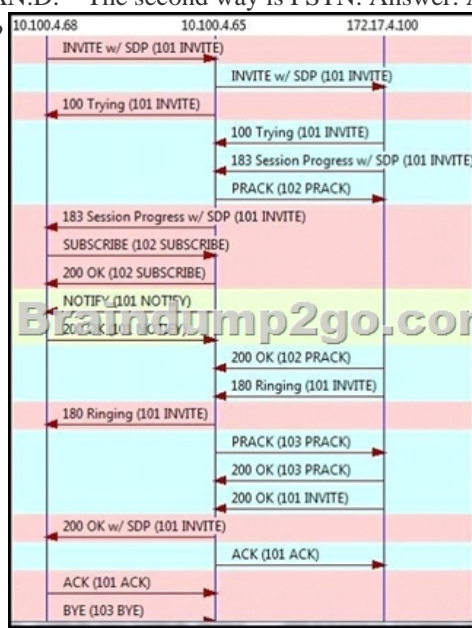 AN.D. The second way is PSTN. Answer: A
10.100.4.68 10.100.4.65 172.17.4.100
INVITE w/ SDP (101 INVITE)
INVITE w/ SDP (101 INVITE)
100 Trying (101 INVITE)
100 Trying (101 INVITE)
183 Session Progress w/ SDP (101 INVITE)
PRACK (102 PRACK)
183 Session Progress w/ SDP (101 INVITE)
SUBSCRIBE (102 SUBSCRIBE)
200 OK (102 SUBSCRIBE)
NOTIFY (101 NOTIFY)
Braindump2go.com
200 OK (101 NOTIFY)
200 OK (102 PRACK)
180 Ringing (101 INVITE)
180 Ringing (101 INVITE)
PRACK (103 PRACK)
200 OK (103 PRACK)
200 OK (101 INVITE)
200 OK w/ SDP (101 INVITE)
ACK (101 ACK)
ACK (101 ACK)
BYE (103 BYE)